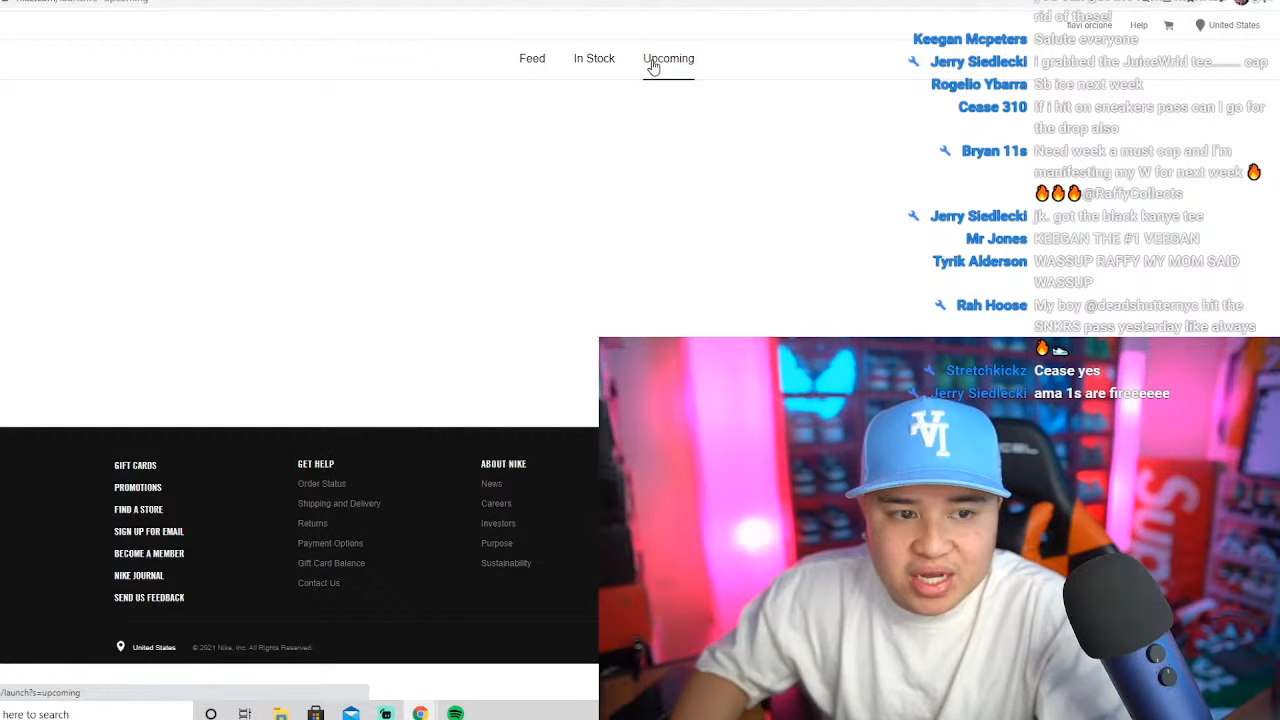 Feed In Stock Upcoming
Help United States
rid of these!
Keegan Mcpeters Salute everyone
Jerry Siedlecki i grabbed the JuiceWrld tee........ cap
Rogelio Ybarra Sb ice next week
Cease 310 If i hit on sneakers pass can I go for
the drop also
Bryan 11s Need week a must cop and I'm
manifesting my W for next week 🔥
🔥🔥🔥@RaffyCollects
Jerry Siedlecki jk. got the black kanye tee
Mr Jones KEEGAN THE #1 VEEGAN
Tyrik Alderson WASSUP RAFFY MY MOM SAID
WASSUP
Rah Hoose My boy @deadshutternyc hit the
SNKRS pass yesterday like always
🔥👟
Stretchkickz Cease yes
Jerry Siedlecki ama 1s are fireeeeee
GIFT CARDS
PROMOTIONS
FIND A STORE
SIGN UP FOR EMAIL
BECOME A MEMBER
NIKE JOURNAL
SEND US FEEDBACK
GET HELP
Order Status
Shipping and Delivery
Returns
Payment Options
Gift Card Balance
Contact Us
ABOUT NIKE
News
Careers
Investors
Purpose
Sustainability
United States © 2021 Nike, Inc. All Rights Reserved
/launch?s=upcoming
here to search